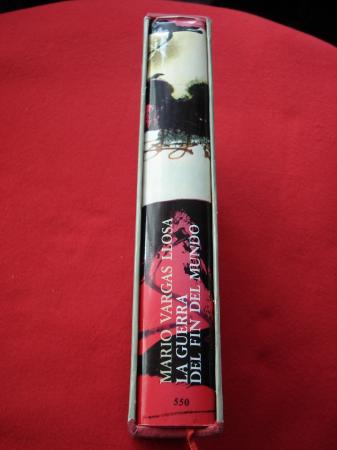 MARIO VARGAS LLOSA
LA GUERRA
DEL FIN DEL MUNDO
550